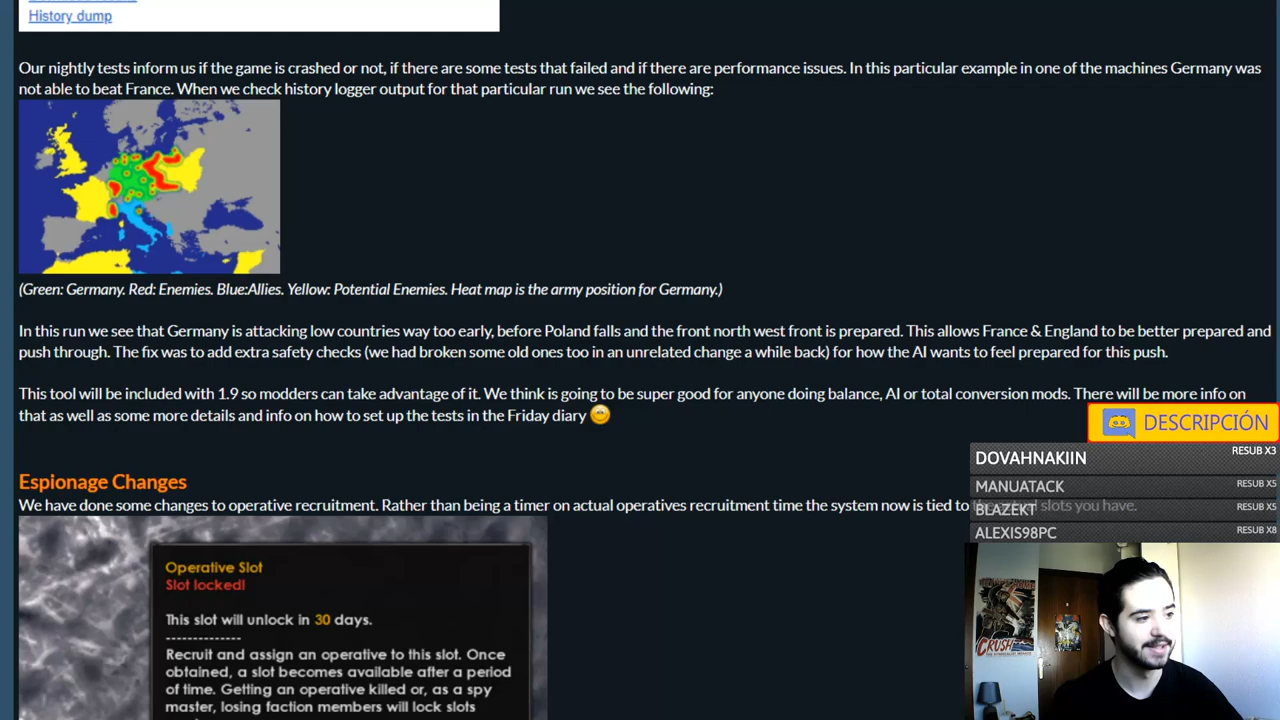 History dump
Our nightly tests inform us if the game is crashed or not, if there are some tests that failed and if there are performance issues. In this particular example in one of the machines Germany was
not able to beat France. When we check history logger output for that particular run we see the following:
(Green: Germany. Red: Enemies. Blue:Allies. Yellow: Potential Enemies. Heat map is the army position for Germany.)
In this run we see that Germany is attacking low countries way too early, before Poland falls and the front north west front is prepared. This allows France & England to be better prepared and
push through. The fix was to add extra safety checks (we had broken some old ones too in an unrelated change a while back) for how the AI wants to feel prepared for this push.
This tool will be included with 1.9 so modders can take advantage of it. We think is going to be super good for anyone doing balance, AI or total conversion mods. There will be more info on
that as well as some more details and info on how to set up the tests in the Friday diary
DESCRIPCIÓN
DOVAHNAKIIN RESUB X3
MANUATACK RESUB X5
BLAZEKT RESUB X5
ALEXIS98PC RESUB X8
Espionage Changes
We have done some changes to operative recruitment. Rather than being a timer on actual operatives recruitment time the system now is tied to slots you have.
Operative Slot
Slot locked!
This slot will unlock in 30 days.
--------------
Recruit and assign an operative to this slot. Once
obtained, a slot becomes available after a period
of time. Getting an operative killed or, as a spy
master, losing faction members will lock slots
CRUSH